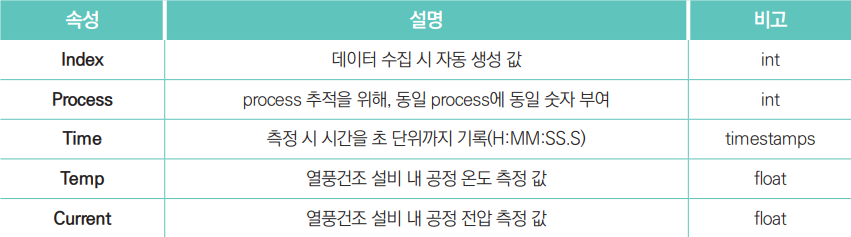 속성 설명 비고
Index 데이터 수집 시 자동 생성 값 int
Process process 추적을 위해, 동일 process에 동일 숫자 부여 int
Time 측정 시 시간을 초 단위까지 기록(H:MM:SS.S) timestamps
Temp 열풍건조 설비 내 공정 온도 측정 값 float
Current 열풍건조 설비 내 공정 전압 측정 값 float